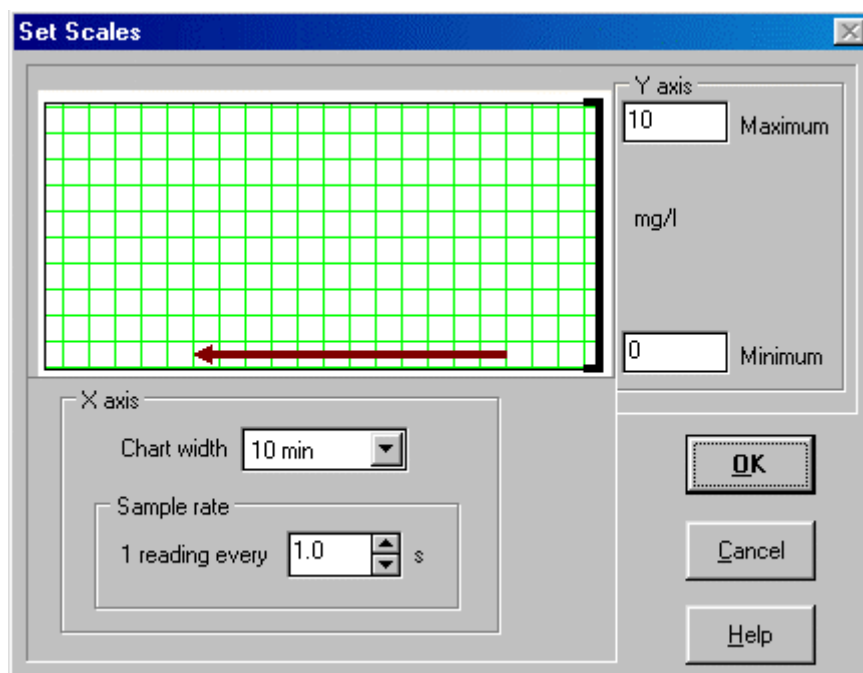 Set Scales
Y axis
10 Maximum
mg/l
0 Minimum
X axis
Chart width 10 min
Sample rate
1 reading every 1.0 s
OK
Cancel
Help